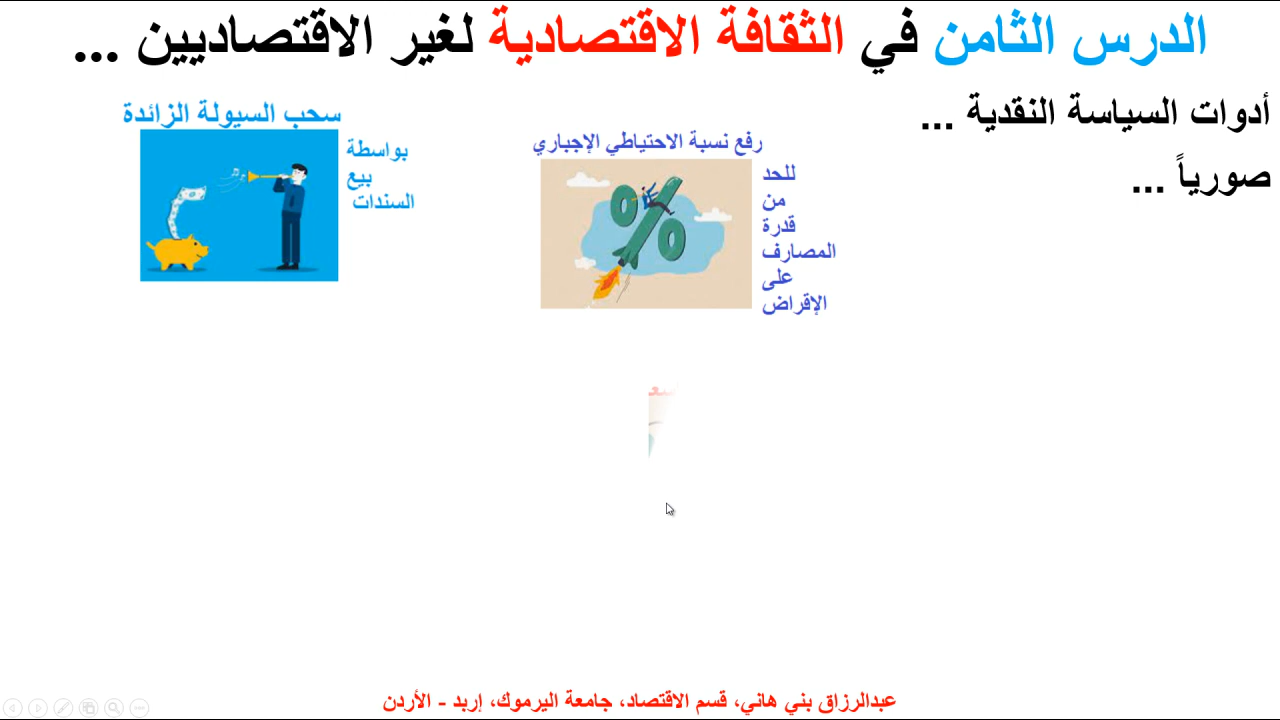 الدرس الثامن في الثقافة الاقتصادية لغير الاقتصاديين ...
أدوات السياسة النقدية ...
صورياً ...
رفع نسبة الاحتياطي الإجباري
للحد
من
قدرة
المصارف
على
الإقراض
سحب السيولة الزائدة
بواسطة
بيع
السندات
عبدالرزاق بني هاني، قسم الاقتصاد، جامعة اليرموك، إربد - الأردن